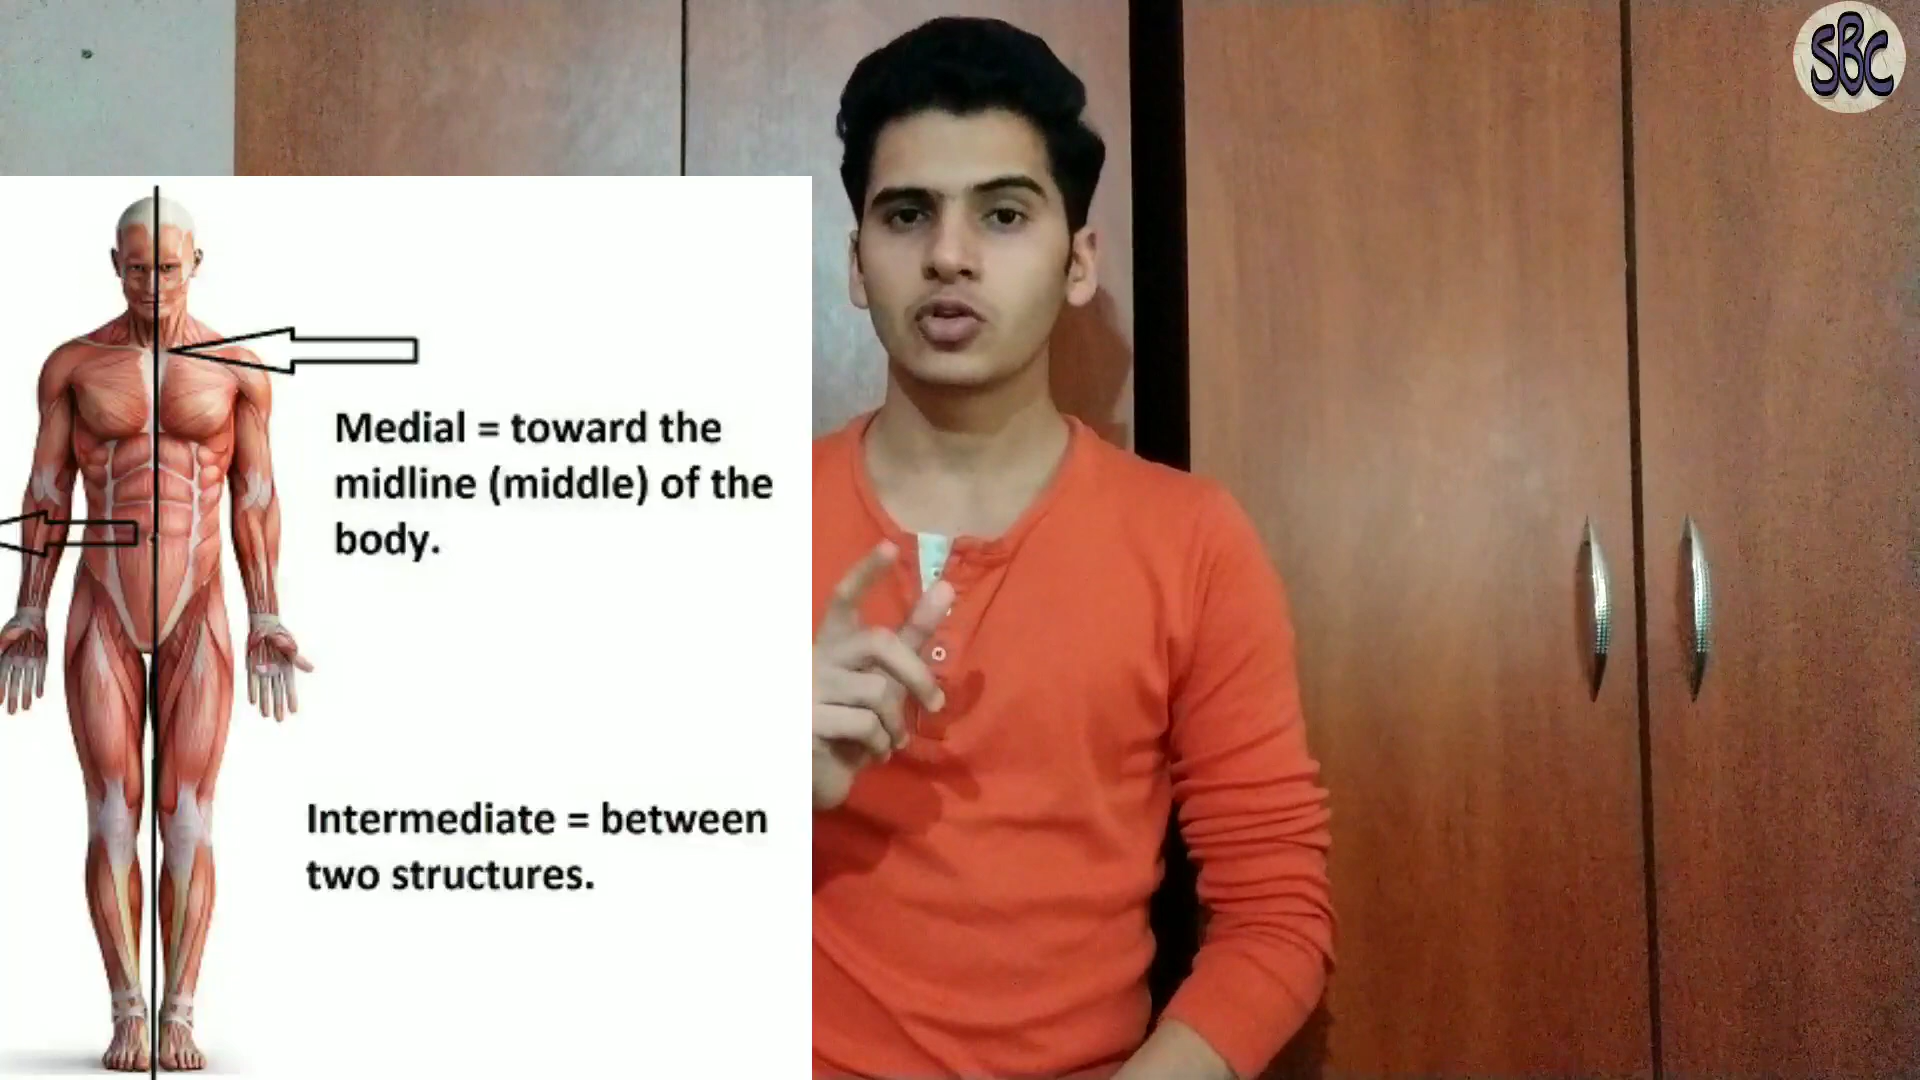 SBC
Medial = toward the
midline (middle) of the
body.
Intermediate = between
two structures.